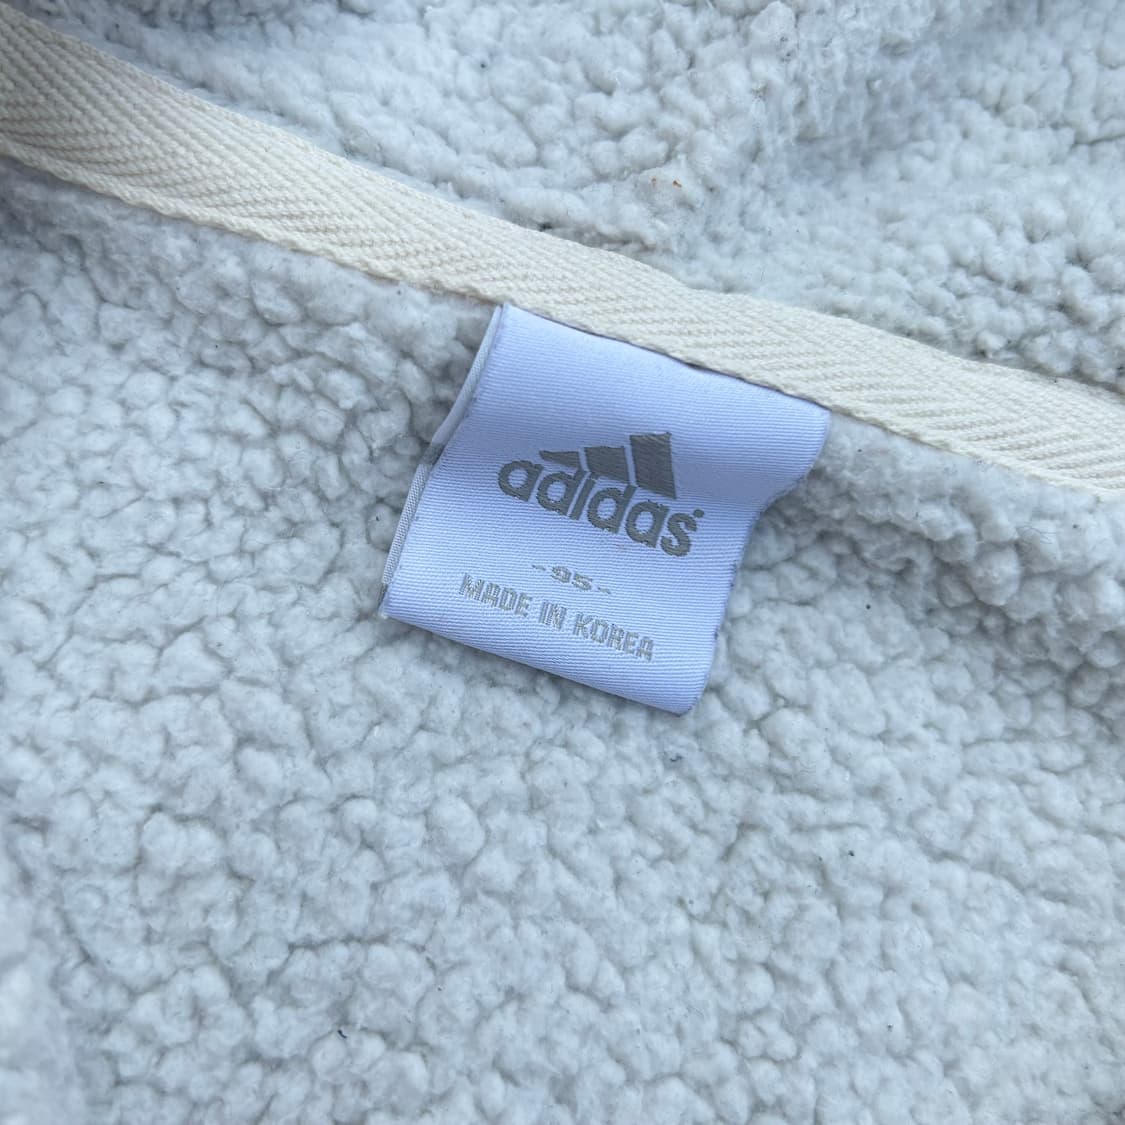 adidas
-95-
MADE IN KOREA